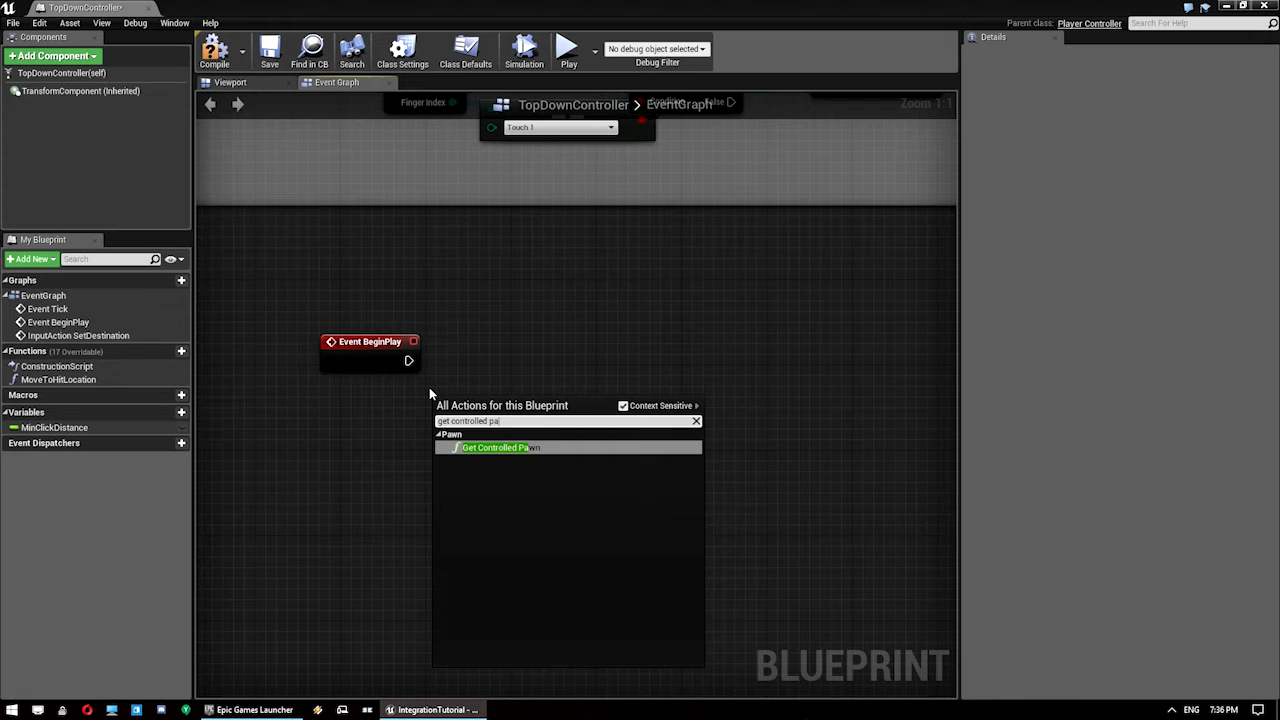 TopDownController*
File Edit Asset View Debug Window Help
Parent class: Player Controller
Search For Help
Components
+Add Component
TopDownController(self)
TransformComponent (Inherited)
Compile
Save
Find in CB
Search
Class Settings
Class Defaults
Simulation
Play
No debug object selected
Debug Filter
Details
Viewport
Event Graph
TopDownController > EventGraph
Zoom 1:1
Finger Index
Condition
False
Touch 1
My Blueprint
+Add New
Search
Graphs
EventGraph
Event Tick
Event BeginPlay
InputAction SetDestination
Functions (17 Overridable)
ConstructionScript
MoveToHitLocation
Macros
Variables
MinClickDistance
Event Dispatchers
Event BeginPlay
All Actions for this Blueprint
Context Sensitive
get controlled pa
Pawn
Get Controlled Pawn
BLUEPRINT
Epic Games Launcher
IntegrationTutorial - ...
ENG
7:36 PM